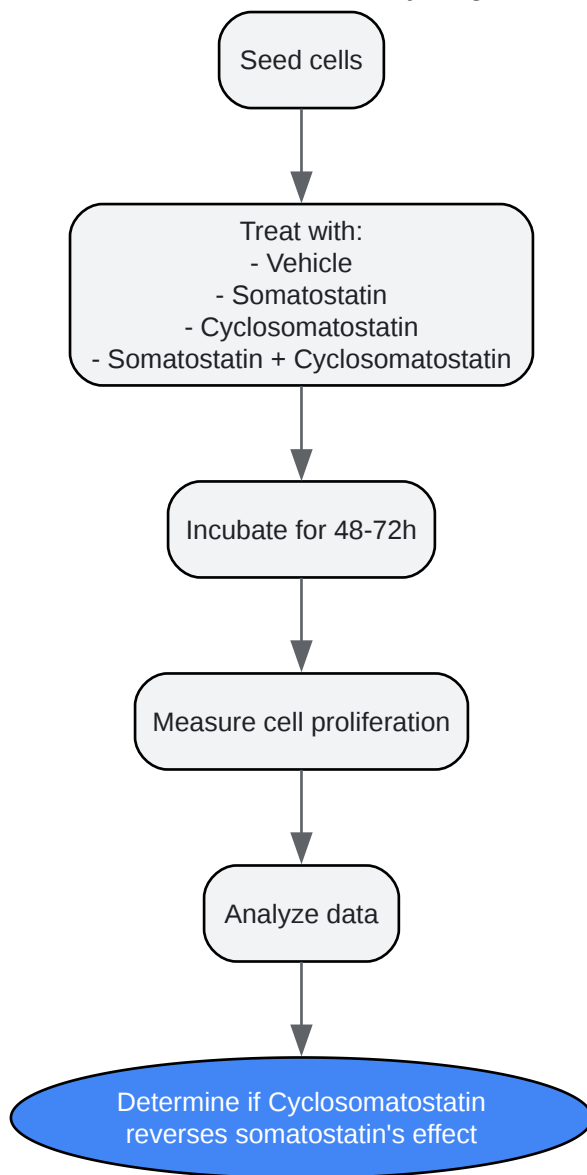 Seed cells
Treat with:
- Vehicle
- Somatostatin
- Cyclosomatostatin
- Somatostatin + Cyclosomatostatin
Incubate for 48-72h
Measure cell proliferation
Analyze data
Determine if Cyclosomatostatin
reverses somatostatin's effect